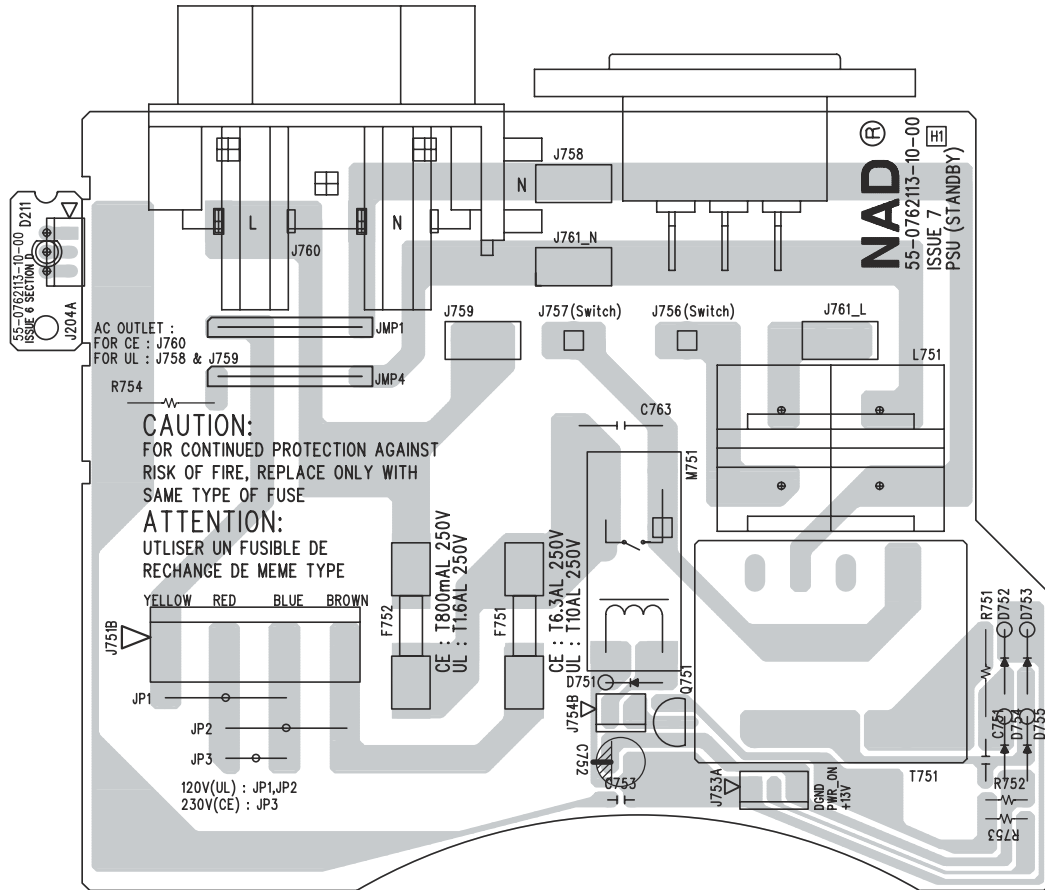 NAD ®
55-0762113-10-00 H1
ISSUE 7
PSU (STANDBY)
J758
N
J761_N
L
N
J760
D211
55-0762113-10-00
ISSUE 6 SECTION D
J204A
AC OUTLET :
FOR CE : J760
FOR UL : J758 & J759
JMP1
JMP4
J759
J757(Switch)
J756(Switch)
J761_L
L751
R754
C763
M751
CAUTION:
FOR CONTINUED PROTECTION AGAINST
RISK OF FIRE, REPLACE ONLY WITH
SAME TYPE OF FUSE
ATTENTION:
UTLISER UN FUSIBLE DE
RECHANGE DE MEME TYPE
YELLOW RED BLUE BROWN
J751B
F752
CE : T800mAL 250V
UL : T1.6AL 250V
F751
CE : T6.3AL 250V
UL : T10AL 250V
R751
D752
D753
D751
Q751
J754B
C751
D754
D755
JP1
JP2
JP3
120V(UL) : JP1,JP2
230V(CE) : JP3
C752
C753
J753A
DGND
PWR_ON
+13V
T751
R752
R753